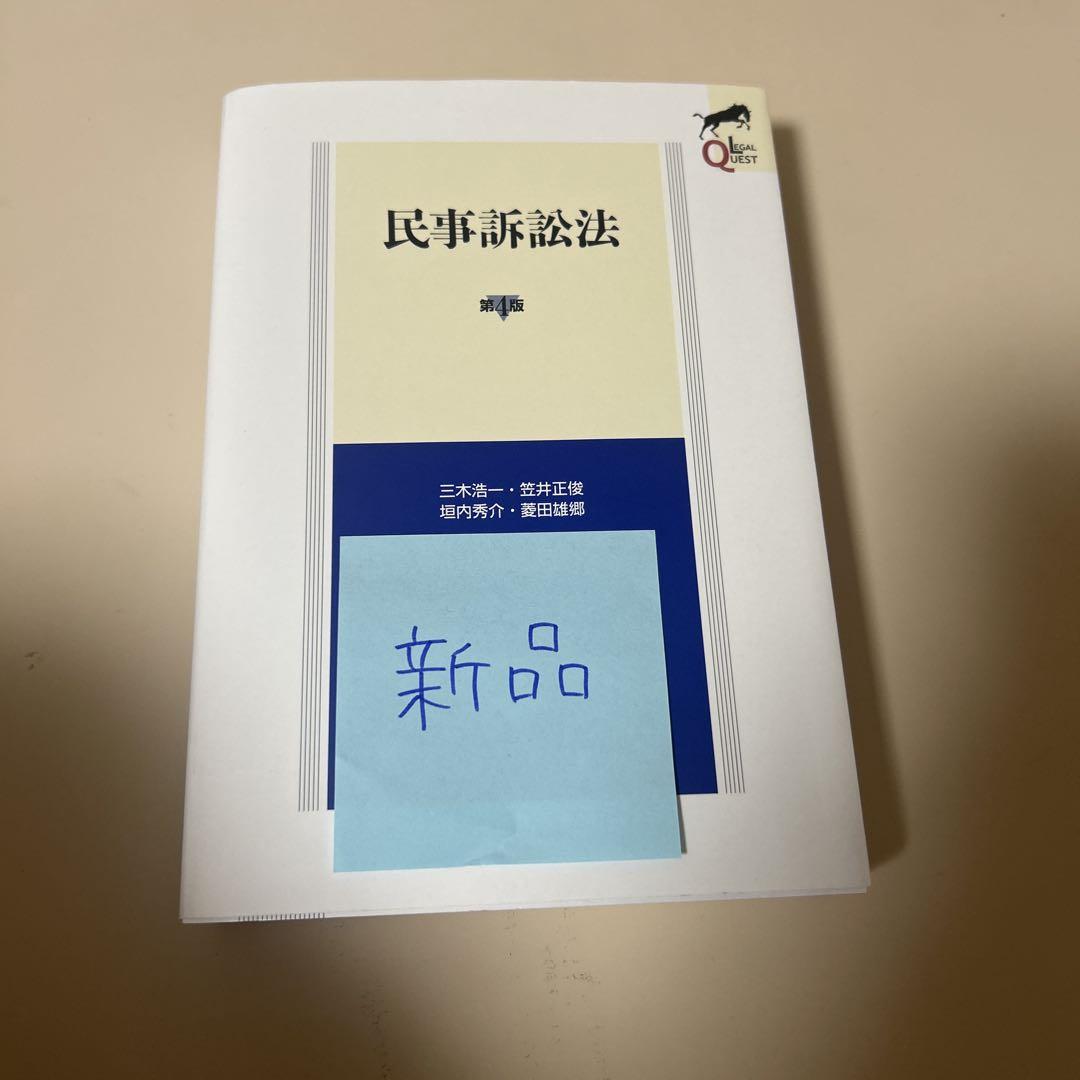 LEGAL
QUEST
民事訴訟法
第4版
三木浩一・笠井正俊
垣内秀介・菱田雄郷
新品